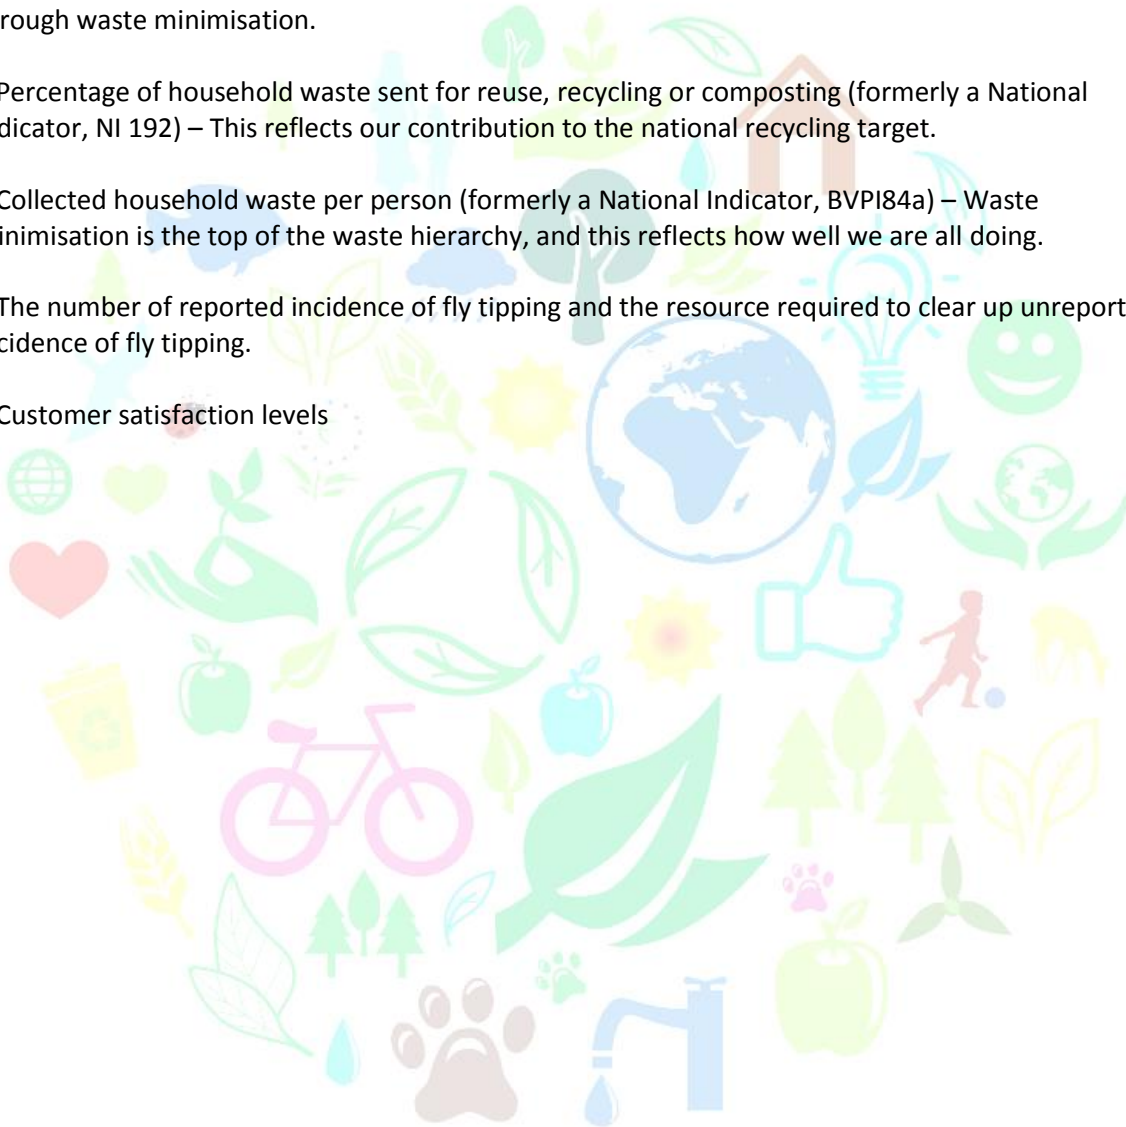 rough waste minimisation.
Percentage of household waste sent for reuse, recycling or composting (formerly a National
dicator, NI 192) – This reflects our contribution to the national recycling target.
Collected household waste per person (formerly a National Indicator, BVPI84a) – Waste
inimisation is the top of the waste hierarchy, and this reflects how well we are all doing.
The number of reported incidence of fly tipping and the resource required to clear up unreport
cidence of fly tipping.
Customer satisfaction levels